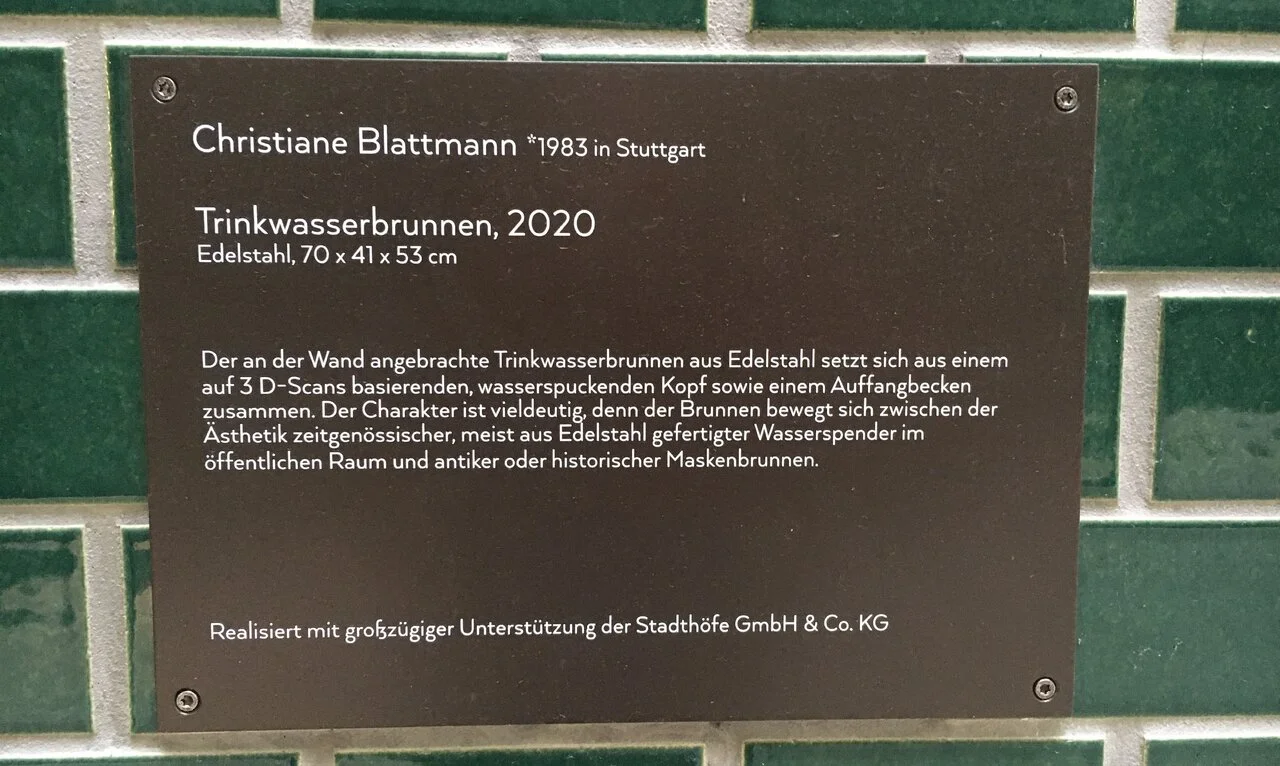 Christiane Blattmann *1983 in Stuttgart
Trinkwasserbrunnen, 2020
Edelstahl, 70 x 41 x 53 cm
Der an der Wand angebrachte Trinkwasserbrunnen aus Edelstahl setzt sich aus einem
auf 3 D-Scans basierenden, wasserspuckenden Kopf sowie einem Auffangbecken
zusammen. Der Charakter ist vieldeutig, denn der Brunnen bewegt sich zwischen der
Ästhetik zeitgenössischer, meist aus Edelstahl gefertigter Wasserspender im
öffentlichen Raum und antiker oder historischer Maskenbrunnen.
Realisiert mit großzügiger Unterstützung der Stadthöfe GmbH & Co. KG